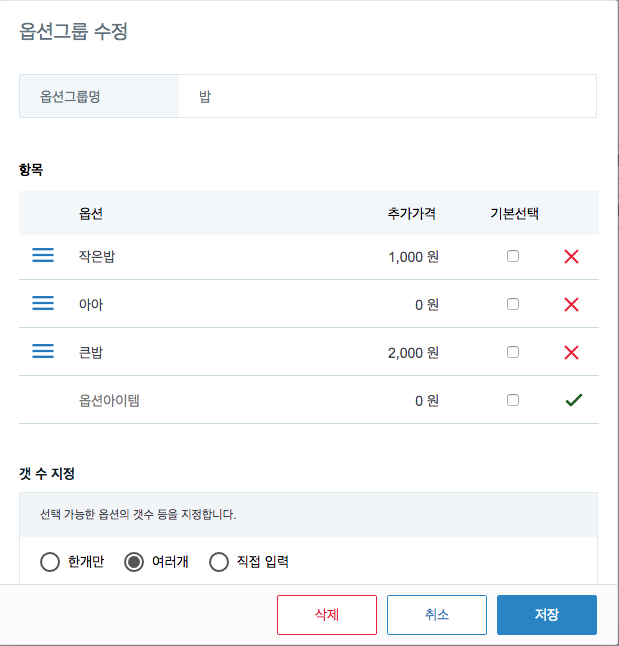 옵션그룹 수정
옵션그룹명 밥
항목
옵션 추가가격 기본선택
작은밥 1,000 원
아아 0 원
큰밥 2,000 원
옵션아이템 0 원
갯 수 지정
선택 가능한 옵션의 갯수 등을 지정합니다.
한개만 여러개 직접 입력
삭제 취소 저장